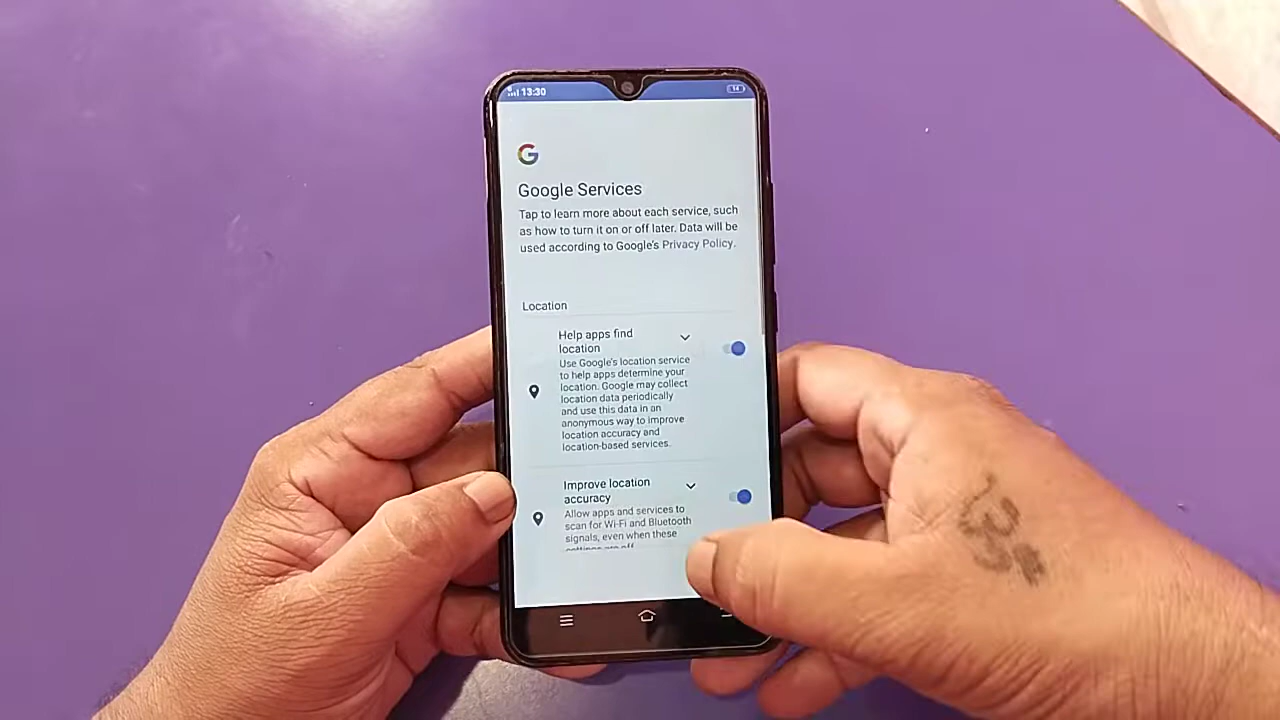 13:30
14
G
Google Services
Tap to learn more about each service, such
as how to turn it on or off later. Data will be
used according to Google's Privacy Policy.
Location
Help apps find
location
Use Google's location service
to help apps determine your
location. Google may collect
location data periodically
and use this data in an
anonymous way to improve
location accuracy and
location-based services.
Improve location
accuracy
Allow apps and services to
scan for Wi-Fi and Bluetooth
signals, even when these
settings are off.